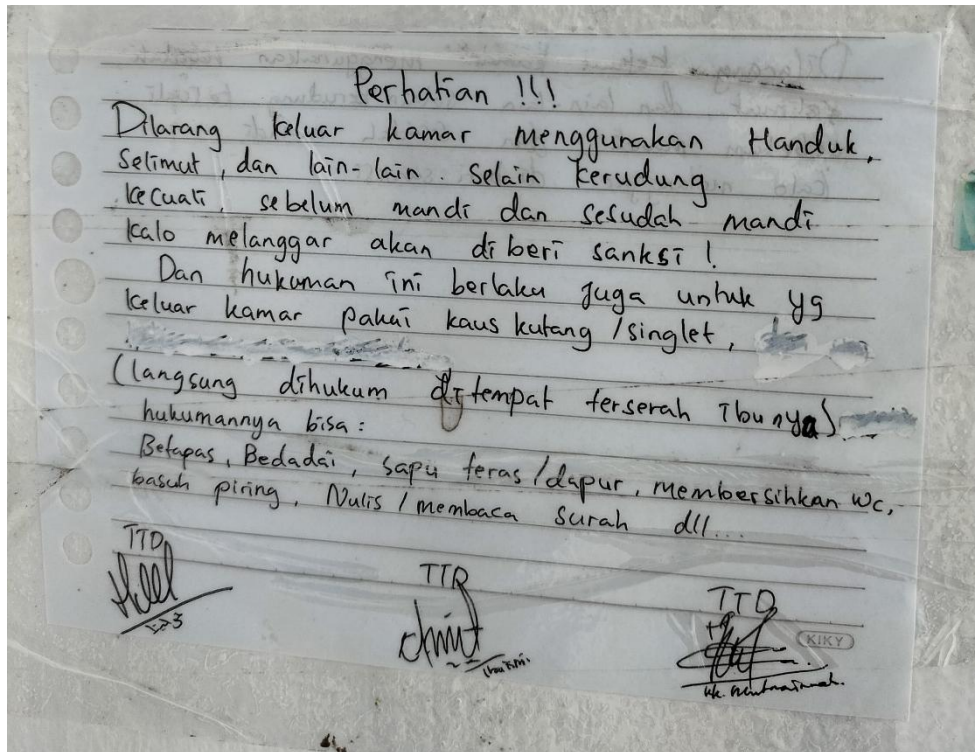 Perhatian !!!
Dilarang keluar kamar menggunakan Handuk,
Selimut, dan lain-lain. Selain kerudung.
kecuali, sebelum mandi dan sesudah mandi
kalo melanggar akan diberi sanksi!
Dan hukuman ini berlaku juga untuk yg
keluar kamar pakai kaus kutang /singlet,
(langsung dihukum di tempat terserah ibunya)
hukumannya bisa:
Betapas, Bedadai, sapu teras/dapur, membersihkan wc,
basuh piring, Nulis / membaca surah dll...
TTD TTD TTD
KIKY